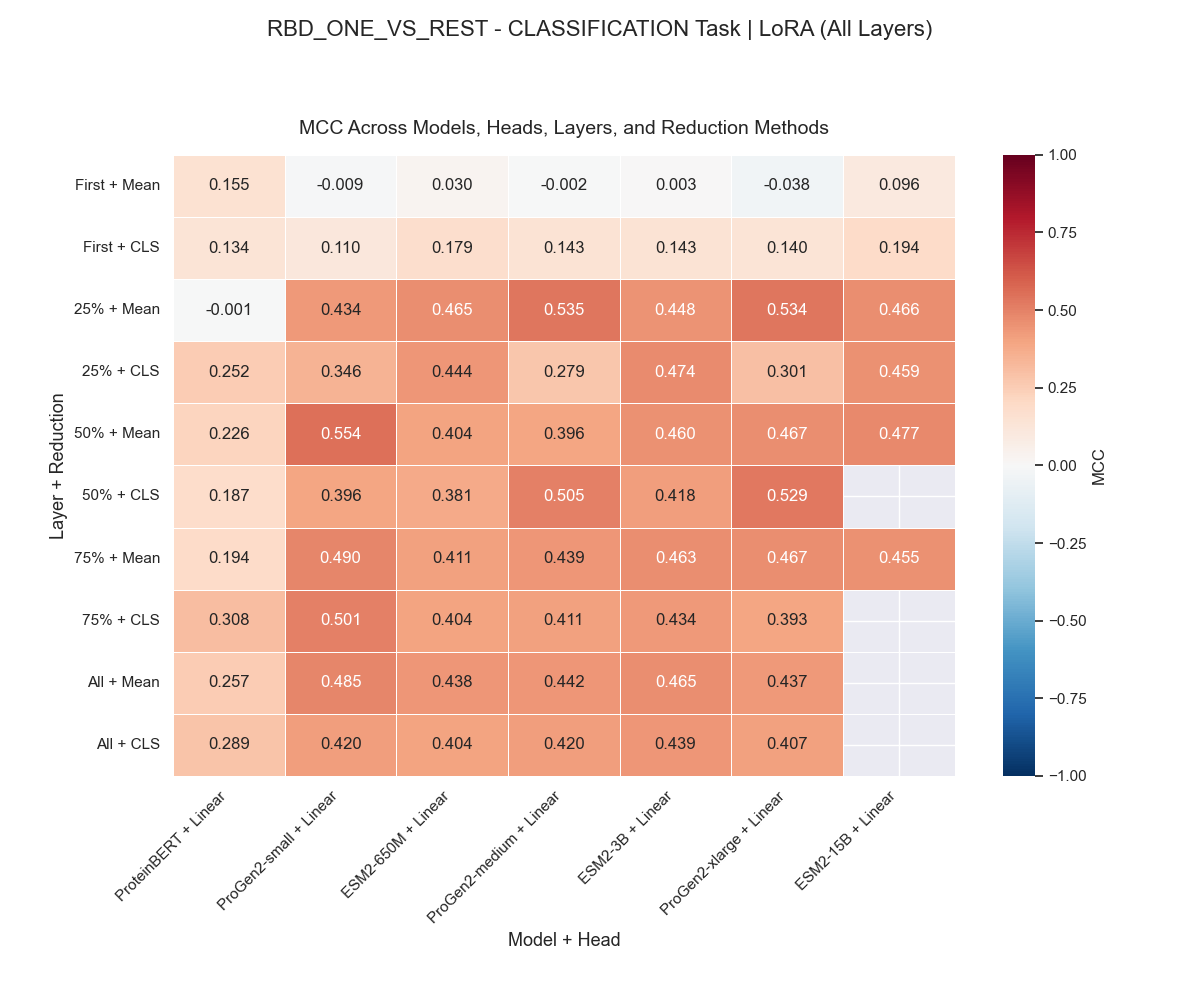 RBD_ONE_VS_REST - CLASSIFICATION Task | LoRA (All Layers)
MCC Across Models, Heads, Layers, and Reduction Methods
First + Mean 0.155 -0.009 0.030 -0.002 0.003 -0.038 0.096
First + CLS 0.134 0.110 0.179 0.143 0.143 0.140 0.194
25% + Mean -0.001 0.434 0.465 0.535 0.448 0.534 0.466
25% + CLS 0.252 0.346 0.444 0.279 0.474 0.301 0.459
50% + Mean 0.226 0.554 0.404 0.396 0.460 0.467 0.477
50% + CLS 0.187 0.396 0.381 0.505 0.418 0.529
75% + Mean 0.194 0.490 0.411 0.439 0.463 0.467 0.455
75% + CLS 0.308 0.501 0.404 0.411 0.434 0.393
All + Mean 0.257 0.485 0.438 0.442 0.465 0.437
All + CLS 0.289 0.420 0.404 0.420 0.439 0.407
Layer + Reduction
ProteinBERT + Linear
ProGen2-small + Linear
ESM2-650M + Linear
ProGen2-medium + Linear
ESM2-3B + Linear
ProGen2-xlarge + Linear
ESM2-15B + Linear
Model + Head
1.00
0.75
0.50
0.25
0.00
−0.25
−0.50
−0.75
−1.00
MCC